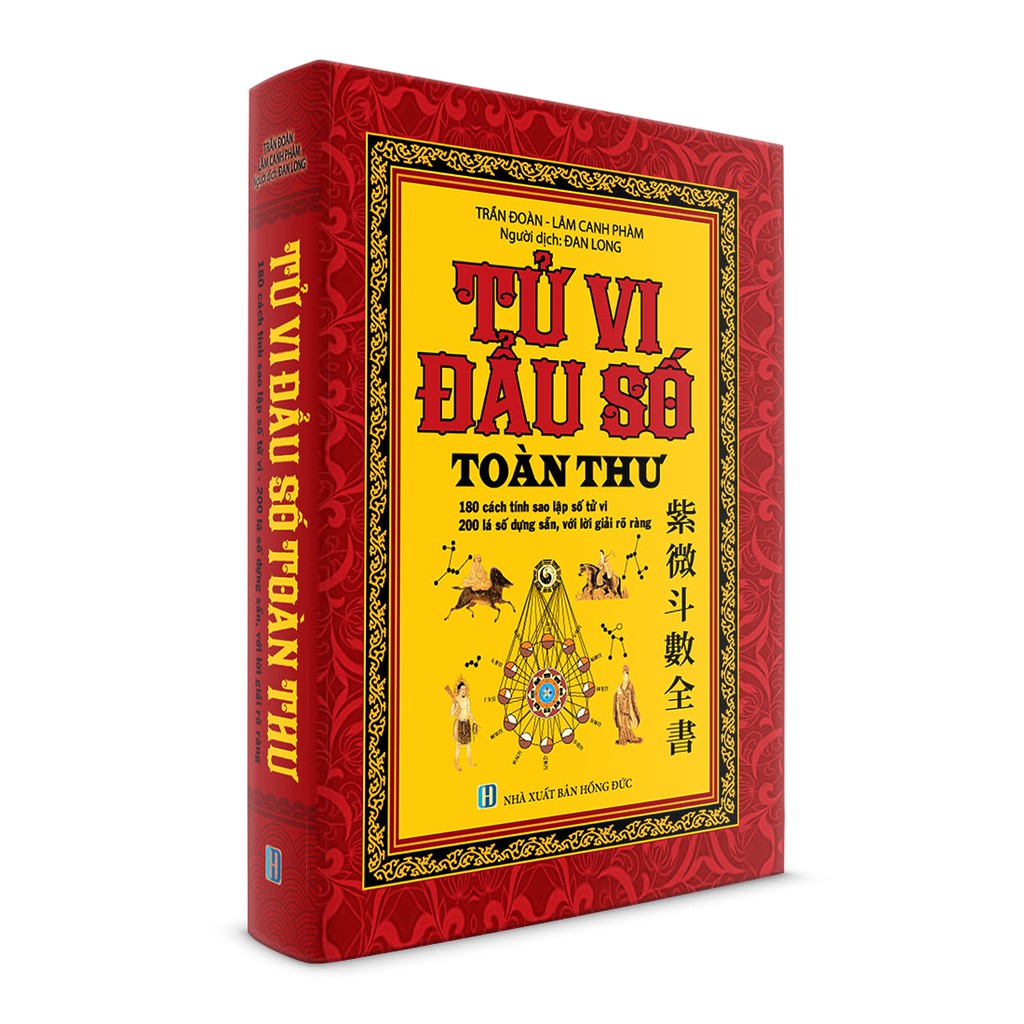 TRẦN ĐOÀN
LÂM CANH PHÀM
Người dịch: ĐAN LONG
TỬ VI ĐẨU SỐ TOÀN THƯ
180 cách tính sao lập số tử vi - 200 lá số dựng sẵn, với lời giải rõ ràng
TRẦN ĐOÀN - LÂM CANH PHÀM
Người dịch: ĐAN LONG
TỬ VI
ĐẨU SỐ
TOÀN THƯ
180 cách tính sao lập số tử vi
200 lá số dựng sẵn, với lời giải rõ ràng
紫微斗數全書
NHÀ XUẤT BẢN HỒNG ĐỨC